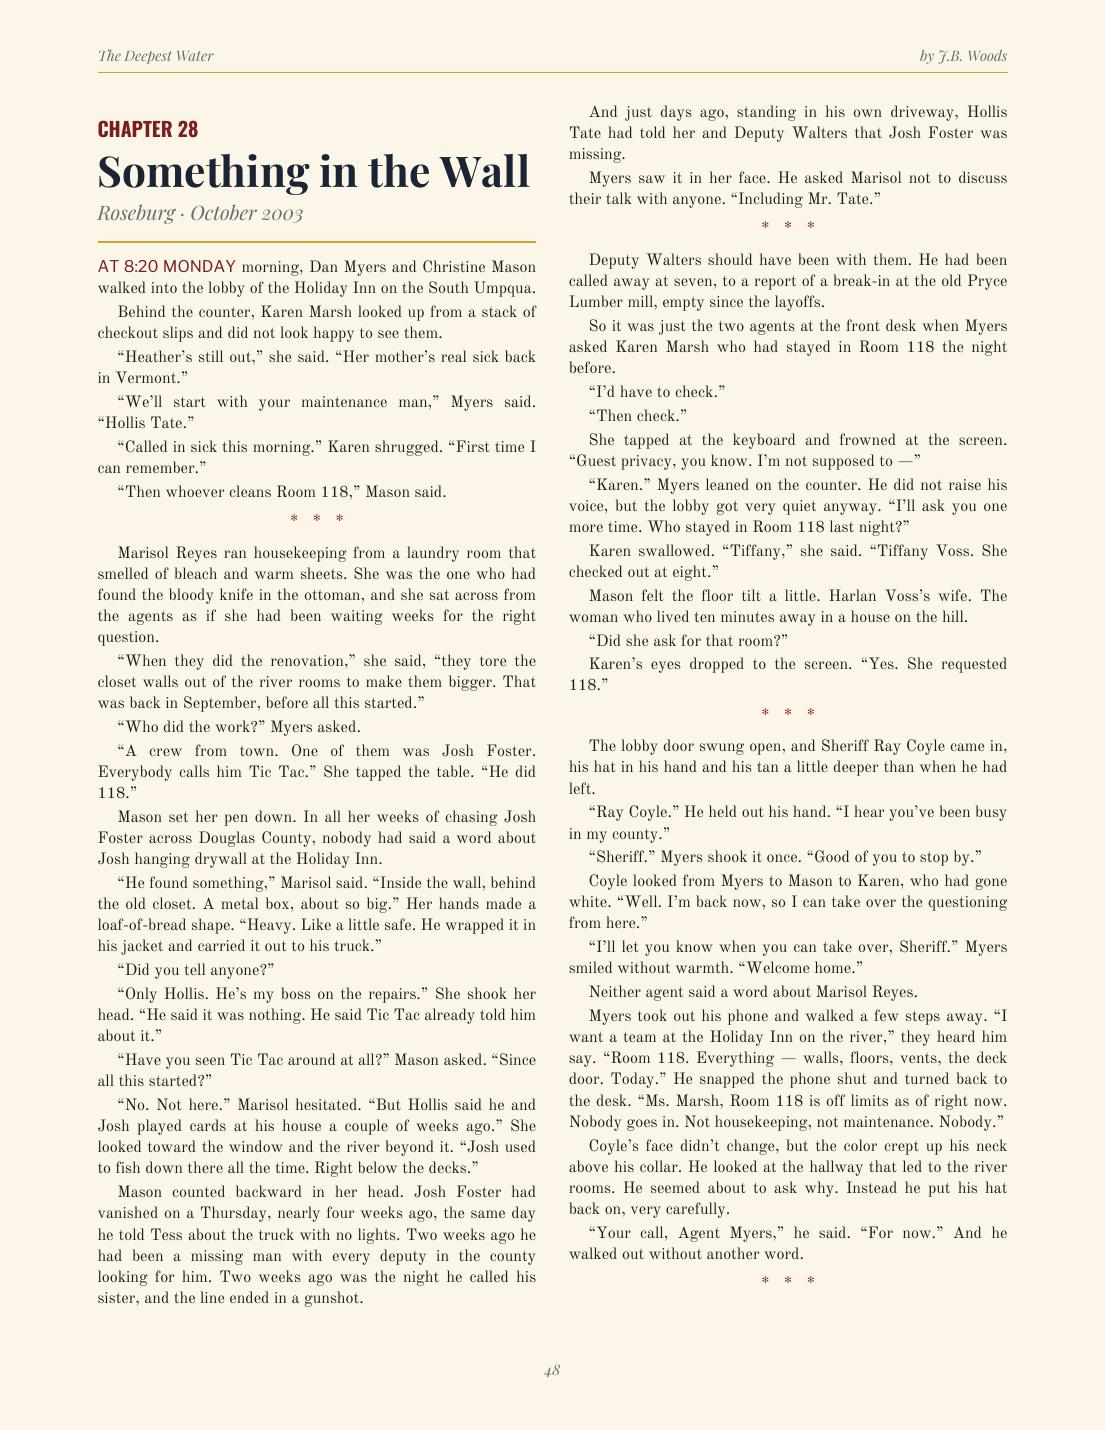 The Deepest Water
by J.B. Woods
CHAPTER 28
Something in the Wall
Roseburg · October 2003
AT 8:20 MONDAY morning, Dan Myers and Christine Mason
walked into the lobby of the Holiday Inn on the South Umpqua.
Behind the counter, Karen Marsh looked up from a stack of
checkout slips and did not look happy to see them.
“Heather’s still out,” she said. “Her mother’s real sick back
in Vermont.”
“We’ll start with your maintenance man,” Myers said.
“Hollis Tate.”
“Called in sick this morning.” Karen shrugged. “First time I
can remember.”
“Then whoever cleans Room 118,” Mason said.
* * *
Marisol Reyes ran housekeeping from a laundry room that
smelled of bleach and warm sheets. She was the one who had
found the bloody knife in the ottoman, and she sat across from
the agents as if she had been waiting weeks for the right
question.
“When they did the renovation,” she said, “they tore the
closet walls out of the river rooms to make them bigger. That
was back in September, before all this started.”
“Who did the work?” Myers asked.
“A crew from town. One of them was Josh Foster.
Everybody calls him Tic Tac.” She tapped the table. “He did
118.”
Mason set her pen down. In all her weeks of chasing Josh
Foster across Douglas County, nobody had said a word about
Josh hanging drywall at the Holiday Inn.
“He found something,” Marisol said. “Inside the wall, behind
the old closet. A metal box, about so big.” Her hands made a
loaf-of-bread shape. “Heavy. Like a little safe. He wrapped it in
his jacket and carried it out to his truck.”
“Did you tell anyone?”
“Only Hollis. He’s my boss on the repairs.” She shook her
head. “He said it was nothing. He said Tic Tac already told him
about it.”
“Have you seen Tic Tac around at all?” Mason asked. “Since
all this started?”
“No. Not here.” Marisol hesitated. “But Hollis said he and
Josh played cards at his house a couple of weeks ago.” She
looked toward the window and the river beyond it. “Josh used
to fish down there all the time. Right below the decks.”
Mason counted backward in her head. Josh Foster had
vanished on a Thursday, nearly four weeks ago, the same day
he told Tess about the truck with no lights. Two weeks ago he
had been a missing man with every deputy in the county
looking for him. Two weeks ago was the night he called his
sister, and the line ended in a gunshot.
And just days ago, standing in his own driveway, Hollis
Tate had told her and Deputy Walters that Josh Foster was
missing.
Myers saw it in her face. He asked Marisol not to discuss
their talk with anyone. “Including Mr. Tate.”
* * *
Deputy Walters should have been with them. He had been
called away at seven, to a report of a break-in at the old Pryce
Lumber mill, empty since the layoffs.
So it was just the two agents at the front desk when Myers
asked Karen Marsh who had stayed in Room 118 the night
before.
“I’d have to check.”
“Then check.”
She tapped at the keyboard and frowned at the screen.
“Guest privacy, you know. I’m not supposed to —”
“Karen.” Myers leaned on the counter. He did not raise his
voice, but the lobby got very quiet anyway. “I’ll ask you one
more time. Who stayed in Room 118 last night?”
Karen swallowed. “Tiffany,” she said. “Tiffany Voss. She
checked out at eight.”
Mason felt the floor tilt a little. Harlan Voss’s wife. The
woman who lived ten minutes away in a house on the hill.
“Did she ask for that room?”
Karen’s eyes dropped to the screen. “Yes. She requested
118.”
* * *
The lobby door swung open, and Sheriff Ray Coyle came in,
his hat in his hand and his tan a little deeper than when he had
left.
“Ray Coyle.” He held out his hand. “I hear you’ve been busy
in my county.”
“Sheriff.” Myers shook it once. “Good of you to stop by.”
Coyle looked from Myers to Mason to Karen, who had gone
white. “Well. I’m back now, so I can take over the questioning
from here.”
“I’ll let you know when you can take over, Sheriff.” Myers
smiled without warmth. “Welcome home.”
Neither agent said a word about Marisol Reyes.
Myers took out his phone and walked a few steps away. “I
want a team at the Holiday Inn on the river,” they heard him
say. “Room 118. Everything — walls, floors, vents, the deck
door. Today.” He snapped the phone shut and turned back to
the desk. “Ms. Marsh, Room 118 is off limits as of right now.
Nobody goes in. Not housekeeping, not maintenance. Nobody.”
Coyle’s face didn’t change, but the color crept up his neck
above his collar. He looked at the hallway that led to the river
rooms. He seemed about to ask why. Instead he put his hat
back on, very carefully.
“Your call, Agent Myers,” he said. “For now.” And he
walked out without another word.
* * *
48